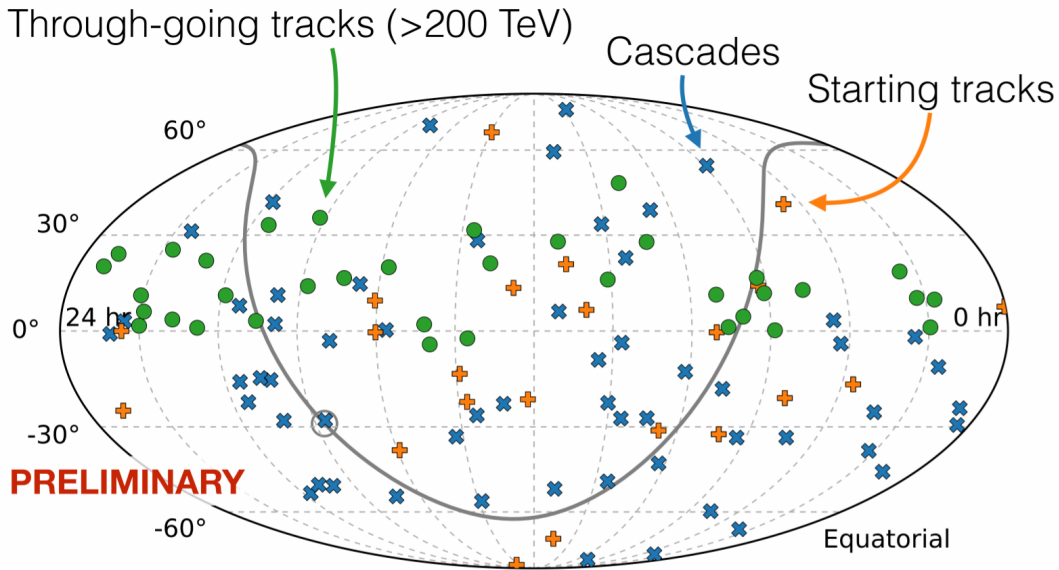 Through-going tracks (>200 TeV)
Cascades
Starting tracks
60°
30°
24 hr
0°
0 hr
-30°
PRELIMINARY
-60°
Equatorial